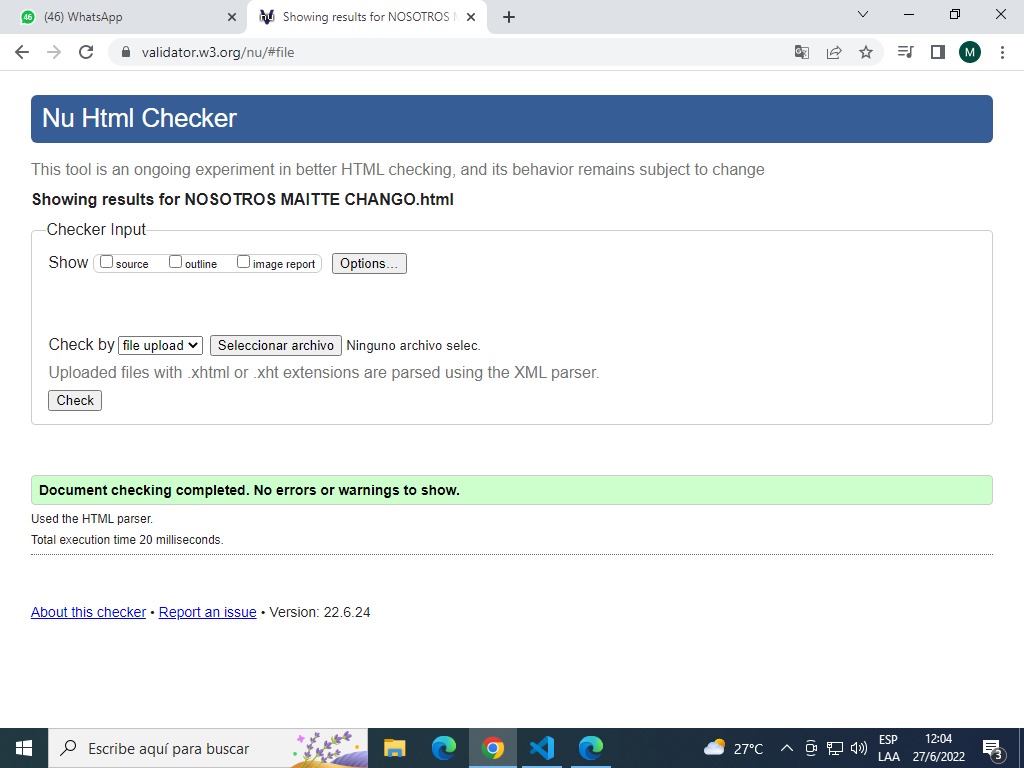 (46) WhatsApp
Showing results for NOSOTROS
validator.w3.org/nu/#file
M
Nu Html Checker
This tool is an ongoing experiment in better HTML checking, and its behavior remains subject to change
Showing results for NOSOTROS MAITTE CHANGO.html
Checker Input
Show source outline image report Options...
Check by file upload Seleccionar archivo Ninguno archivo selec.
Uploaded files with .xhtml or .xht extensions are parsed using the XML parser.
Check
Document checking completed. No errors or warnings to show.
Used the HTML parser.
Total execution time 20 milliseconds.
About this checker • Report an issue • Version: 22.6.24
Escribe aquí para buscar
27°C
ESP
LAA
12:04
27/6/2022
3